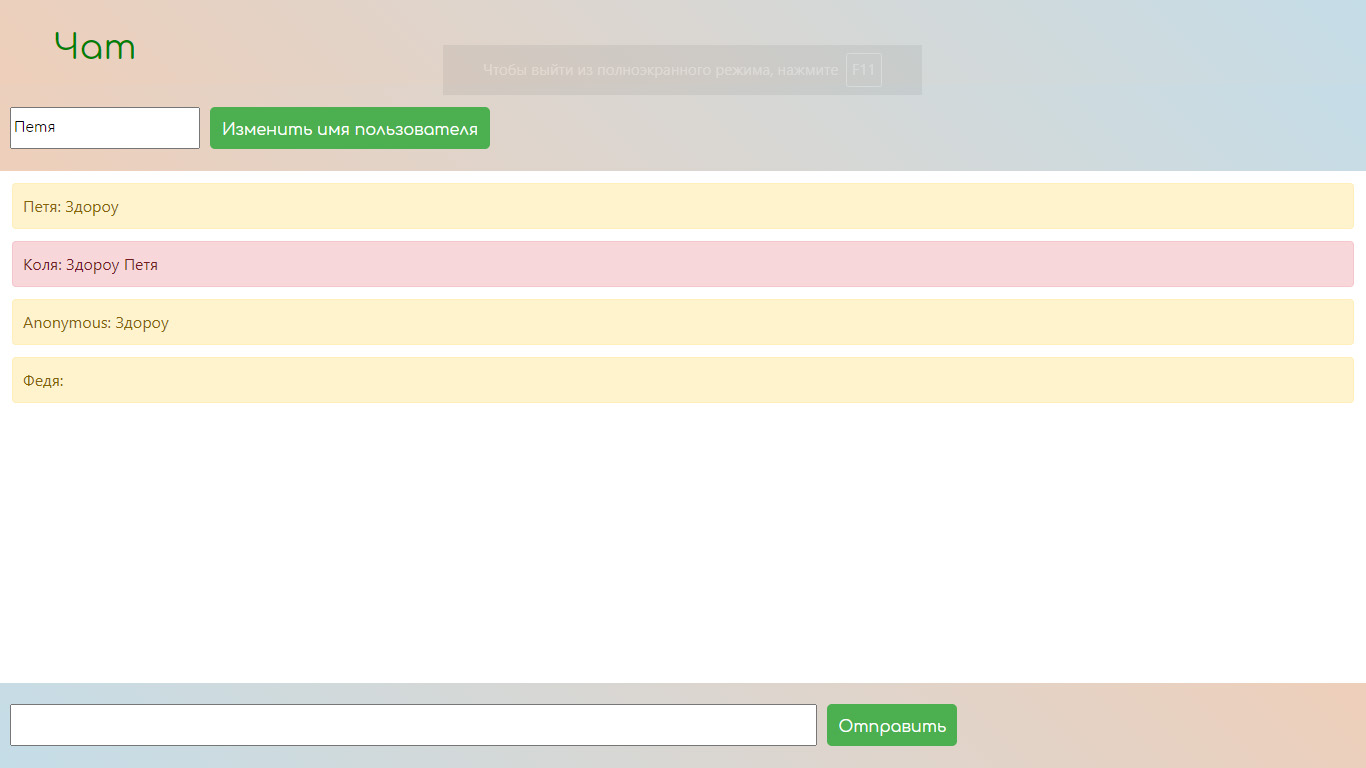 Чат
Чтобы выйти из полноэкранного режима, нажмите F11
Петя
Изменить имя пользователя
Петя: Здороу
Коля: Здороу Петя
Anonymous: Здороу
Федя:
Отправить